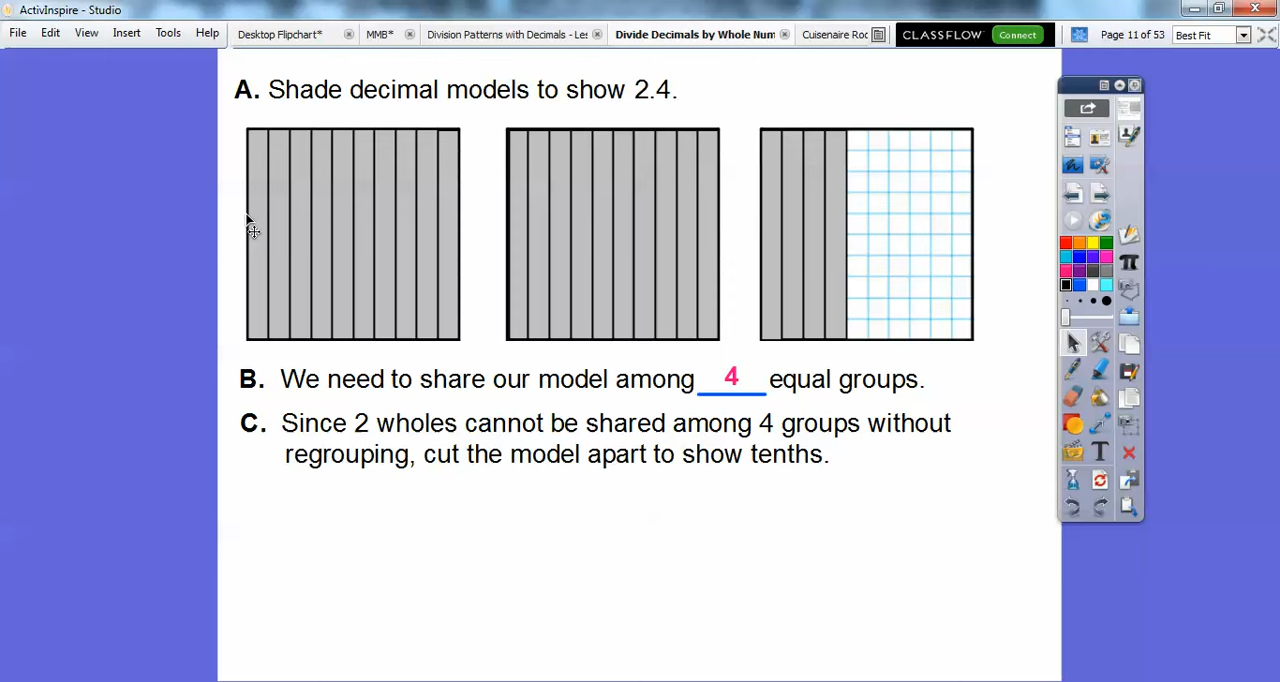 ActivInspire - Studio
File Edit View Insert Tools Help
Desktop Flipchart* MMB* Division Patterns with Decimals - Les Divide Decimals by Whole Num Cuisenaire Roc CLASSFLOW Connect Page 11 of 53 Best Fit
A. Shade decimal models to show 2.4.
B. We need to share our model among 4 equal groups.
C. Since 2 wholes cannot be shared among 4 groups without
regrouping, cut the model apart to show tenths.